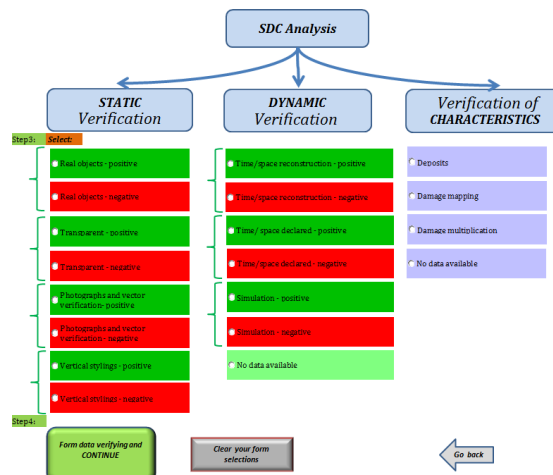 SDC Analysis
STATIC
Verification
DYNAMIC
Verification
Verification of
CHARACTERISTICS
Step3:
Select:
Real objects - positive
Real objects - negative
Transparent - positive
Trinsparent - negative
Photographs and vector
verification- positive
Photographs and vector
verification - negative
Vertical stylings - positive
Vertical stylings - negative
Time/space reconstruction - positive
Time/space reconstruction - negative
Time/ space declared - positive
Time/space declared - negative
Simulation - positive
Simulation - negative
No data available
Deposits
Damage mapping
Damage multiplication
No data available
Step4:
Form data verifying and
CONTINUE
Clear your form
selections
Go back